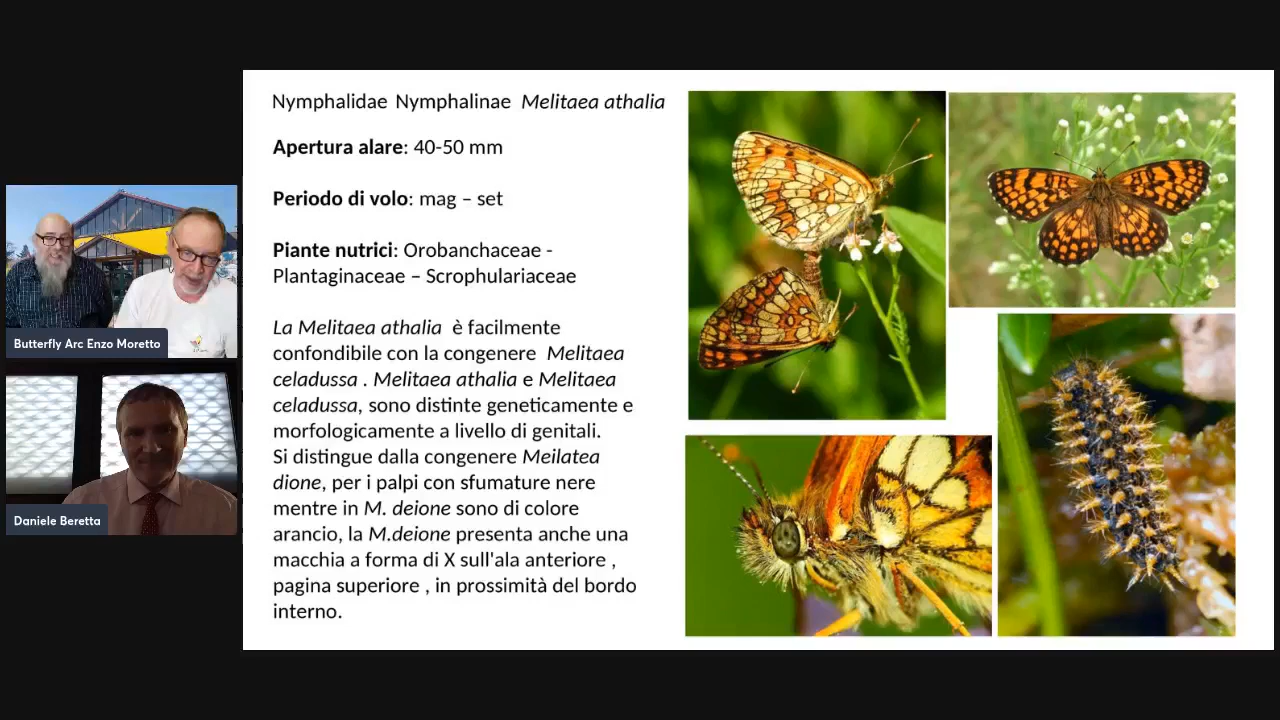 Nymphalidae Nymphalinae Melitaea athalia
Apertura alare: 40-50 mm
Periodo di volo: mag – set
Piante nutrici: Orobanchaceae -
Plantaginaceae – Scrophulariaceae
La Melitaea athalia è facilmente
confondibile con la congenere Melitaea
celadussa . Melitaea athalia e Melitaea
celadussa, sono distinte geneticamente e
morfologicamente a livello di genitali.
Si distingue dalla congenere Meilatea
dione, per i palpi con sfumature nere
mentre in M. deione sono di colore
arancio, la M.deione presenta anche una
macchia a forma di X sull'ala anteriore ,
pagina superiore , in prossimità del bordo
interno.
Butterfly Arc Enzo Moretto
Daniele Beretta